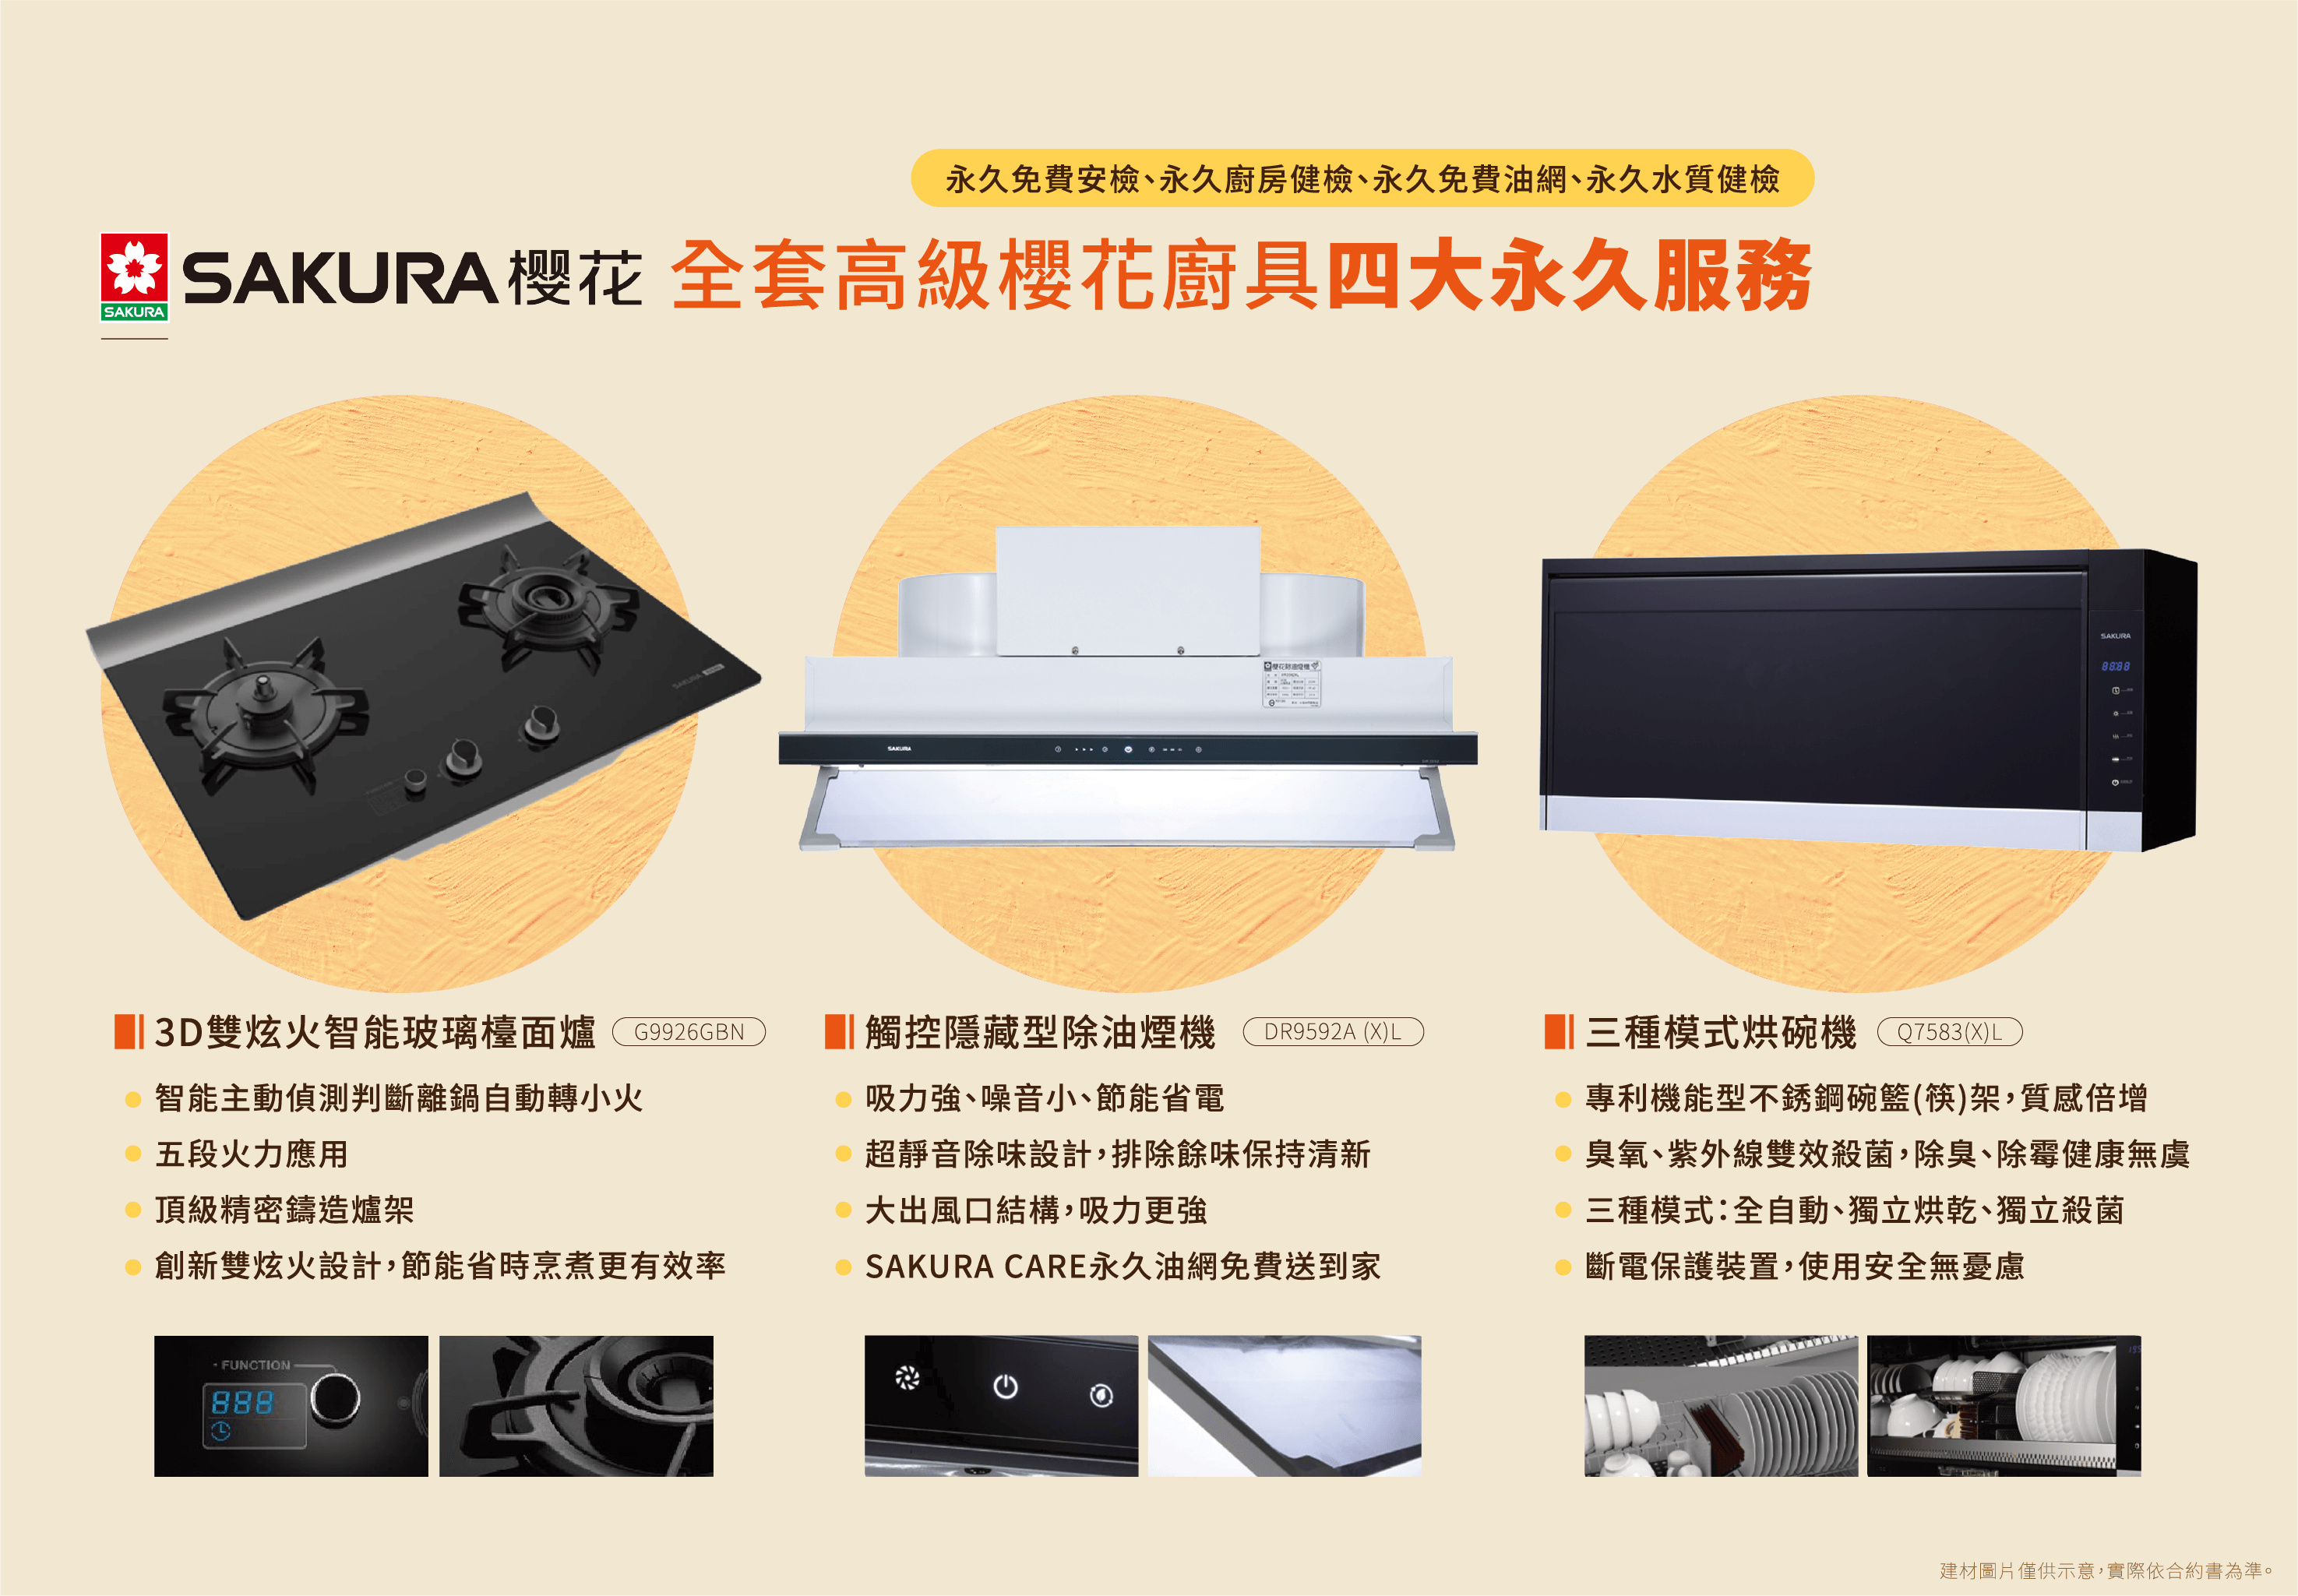 永久免費安檢、永久廚房健檢、永久免費油網、永久水質健檢
SAKURA
SAKURA櫻花 全套高級櫻花廚具四大永久服務
SAKURA
SAKURA
SAKURA
櫻花除油煙機
88:88
3D雙炫火智能玻璃檯面爐 G9926GBN
智能主動偵測判斷離鍋自動轉小火
五段火力應用
頂級精密鑄造爐架
創新雙炫火設計,節能省時烹煮更有效率
FUNCTION
888
觸控隱藏型除油煙機 DR9592A (X)L
吸力強、噪音小、節能省電
超靜音除味設計,排除餘味保持清新
大出風口結構,吸力更強
SAKURA CARE永久油網免費送到家
三種模式烘碗機 Q7583(X)L
專利機能型不銹鋼碗籃(筷)架,質感倍增
臭氧、紫外線雙效殺菌,除臭、除霉健康無虞
三種模式:全自動、獨立烘乾、獨立殺菌
斷電保護裝置,使用安全無憂慮
建材圖片僅供示意,實際依合約書為準。